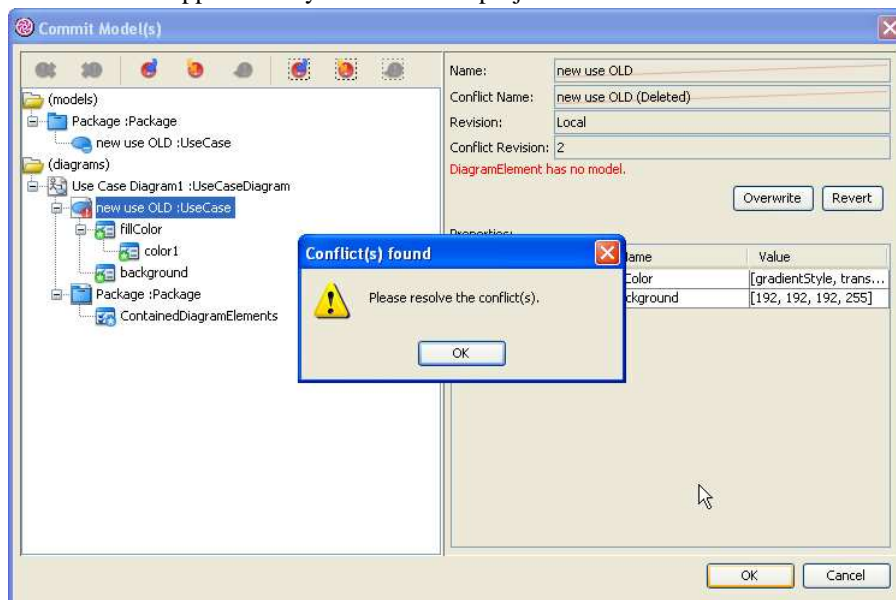 Commit Model(s)
Name: new use OLD
(models)
Conflict Name: new use OLD (Deleted)
Package :Package
Revision: Local
new use OLD :UseCase
Conflict Revision: 2
(diagrams)
DiagramElement has no model.
Use Case Diagram1 :UseCaseDiagram
Overwrite Revert
new use OLD :UseCase
fillColor
color1
background
Package :Package
ContainedDiagramElements
Conflict(s) found
Please resolve the conflict(s).
OK
Value
Color [gradientStyle, trans...
ckground [192, 192, 192, 255]
OK Cancel